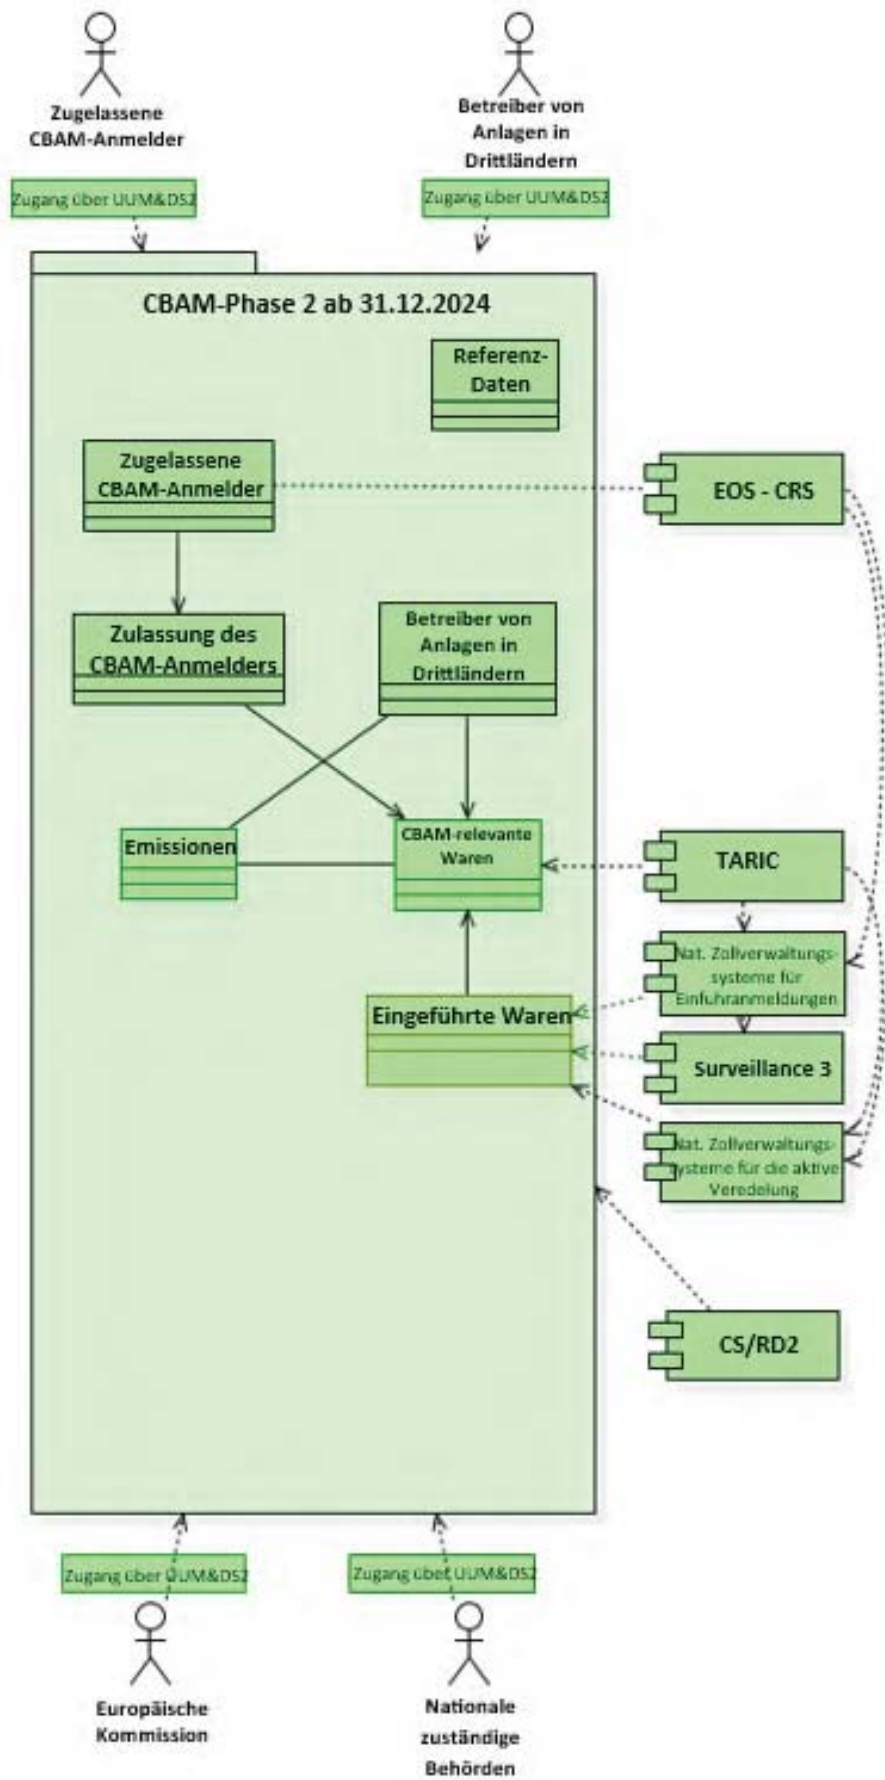 Zugelassene
CBAM-Anmelder
Betreiber von
Anlagen in
Drittländern
Zugang über UUM&DS2
Zugang über UUM&DS2
CBAM-Phase 2 ab 31.12.2024
Referenz-
Daten
Zugelassene
CBAM-Anmelder
EOS - CRS
Zulassung des
CBAM-Anmelders
Betreiber von
Anlagen in
Drittländern
Emissionen
CBAM-relevante
Waren
TARIC
Nat. Zollverwaltungs-
systeme für
Einfuhranmeldungen
Eingeführte Waren
Surveillance 3
Nat. Zollverwaltungs-
systeme für die aktive
Veredelung
CS/RD2
Zugang über UUM&DS2
Zugang über UUM&DS2
Europäische
Kommission
Nationale
zuständige
Behörden